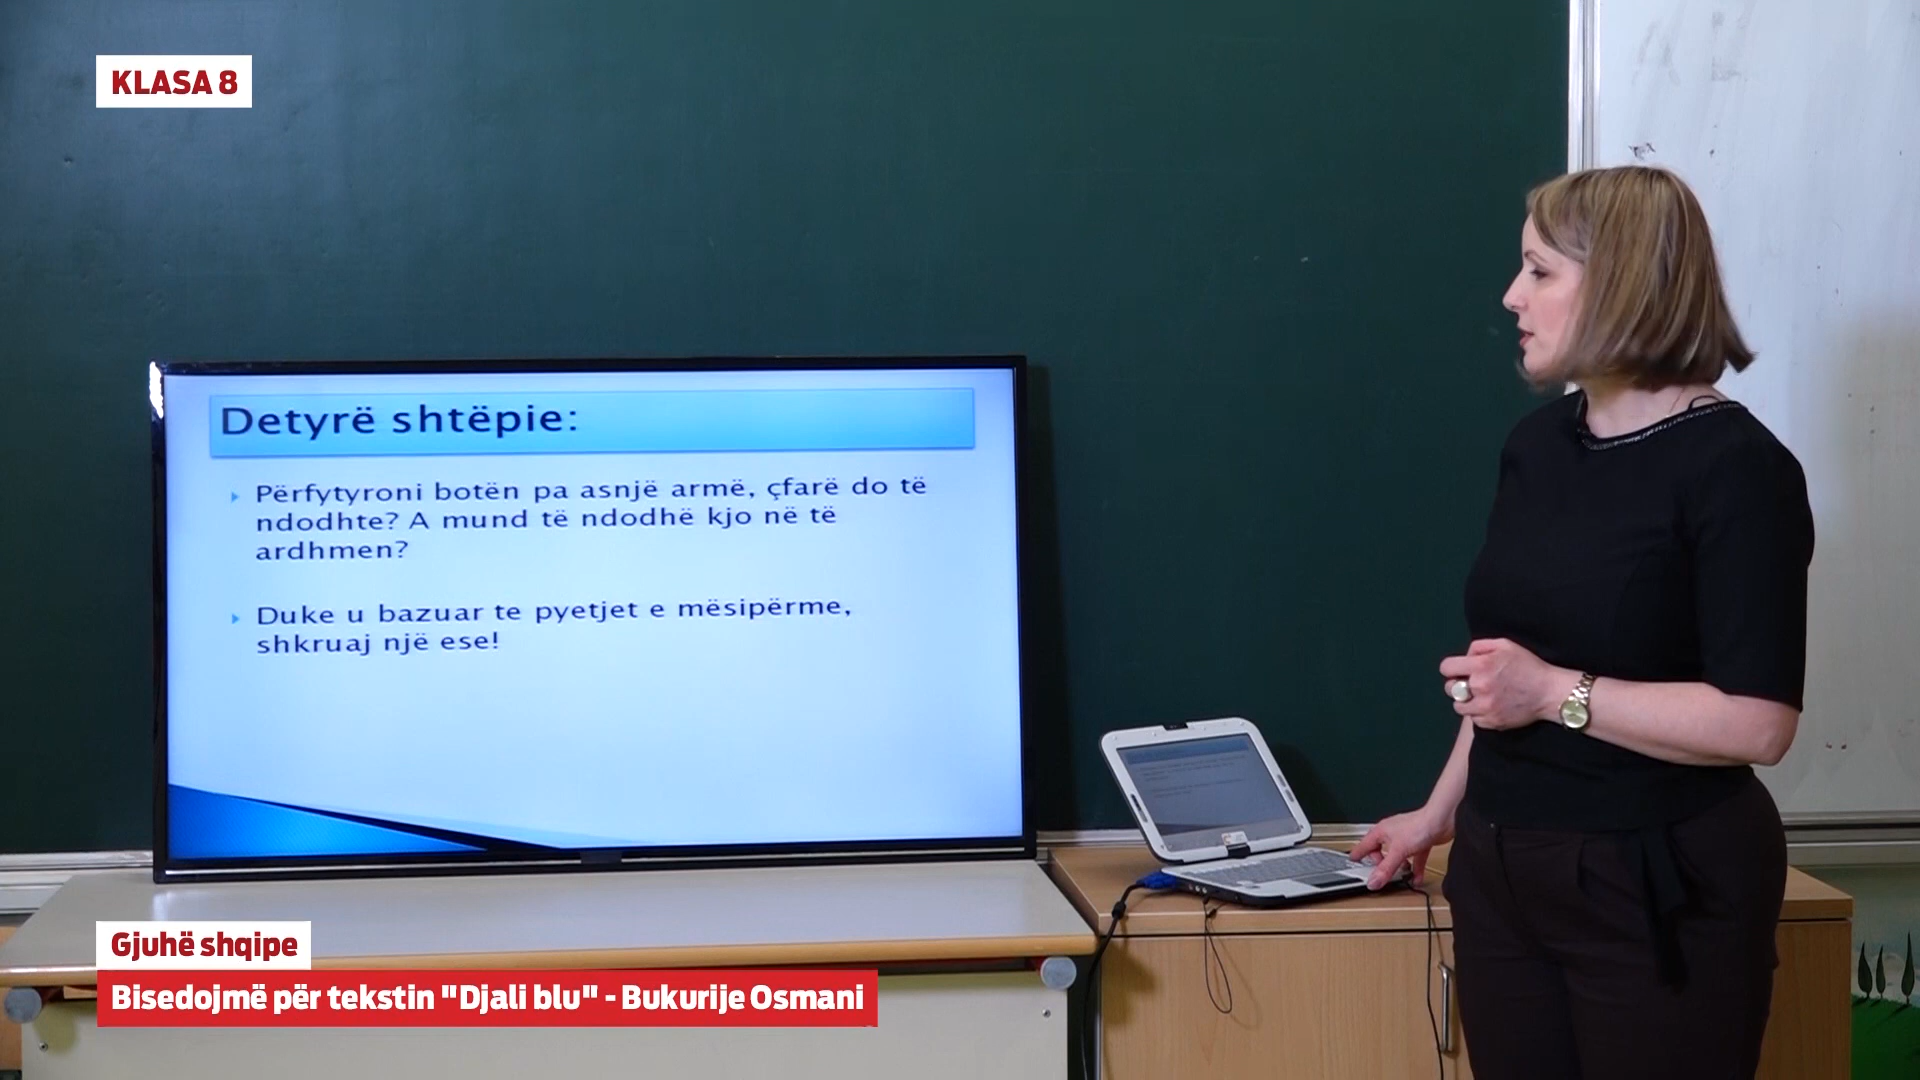 KLASA 8
Detyrë shtëpie:
Përfytyroni botën pa asnjë armë, çfarë do të
ndodhte? A mund të ndodhë kjo në të
ardhmen?
Duke u bazuar te pyetjet e mësipërme,
shkruaj një ese!
Gjuhë shqipe
Bisedojmë për tekstin "Djali blu" - Bukurije Osmani